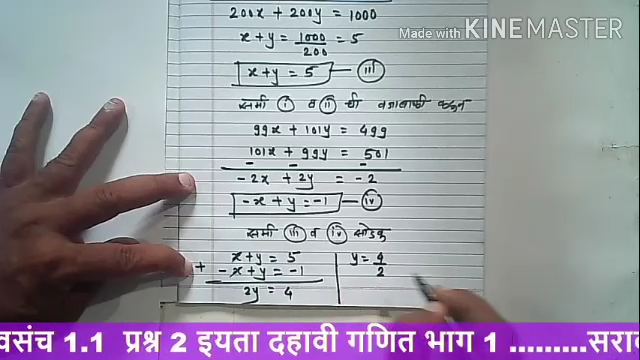 Made with KINEMASTER
200x + 200y = 1000
x + y = 1000/200 = 5
x + y = 5 — iii
समी i व ii ची वजाबाकी करून
99x + 101y = 499
101x + 99y = 501
- - -
-2x + 2y = -2
-x + y = -1 — iv
समी iii व iv सोडवू
x + y = 5
+ -x + y = -1
2y = 4
y = 4/2
वसंच 1.1 प्रश्न 2 इयता दहावी गणित भाग 1 .........सरा